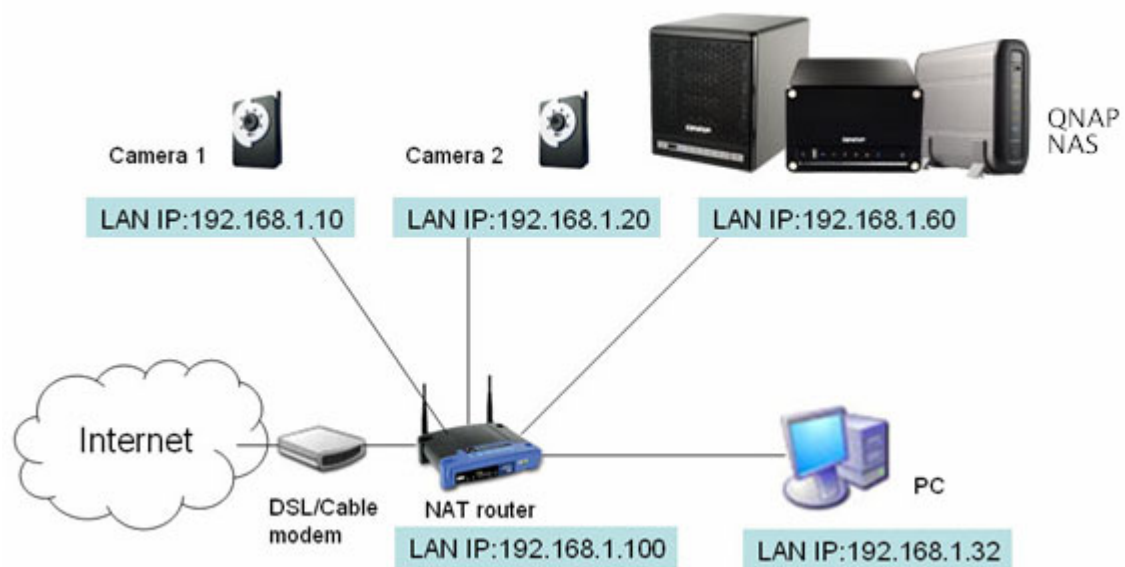 QNAP
NAS
Camera 1
Camera 2
LAN IP:192.168.1.10
LAN IP:192.168.1.20
LAN IP:192.168.1.60
Internet
DSL/Cable
modem
NAT router
PC
LAN IP:192.168.1.100
LAN IP:192.168.1.32